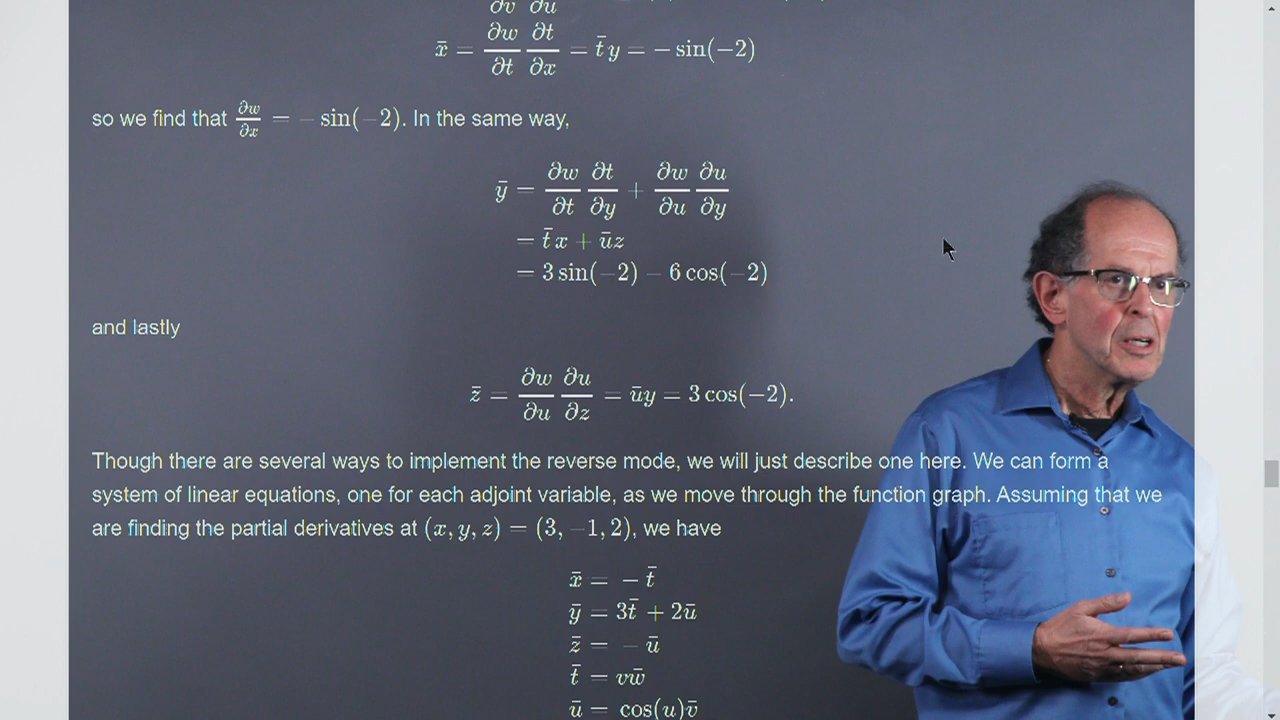 ∂v ∂u
x̄ = ∂w/∂t ∂t/∂x = t̄y = − sin(−2)
so we find that ∂w/∂x = − sin(−2). In the same way,
ȳ = ∂w/∂t ∂t/∂y + ∂w/∂u ∂u/∂y
= t̄x + ūz
= 3 sin(−2) − 6 cos(−2)
and lastly
z̄ = ∂w/∂u ∂u/∂z = ūy = 3 cos(−2).
Though there are several ways to implement the reverse mode, we will just describe one here. We can form a
system of linear equations, one for each adjoint variable, as we move through the function graph. Assuming that we
are finding the partial derivatives at (x, y, z) = (3, −1, 2), we have
x̄ = −t̄
ȳ = 3t̄ + 2ū
z̄ = −ū
t̄ = vw̄
ū = cos(u)v̄